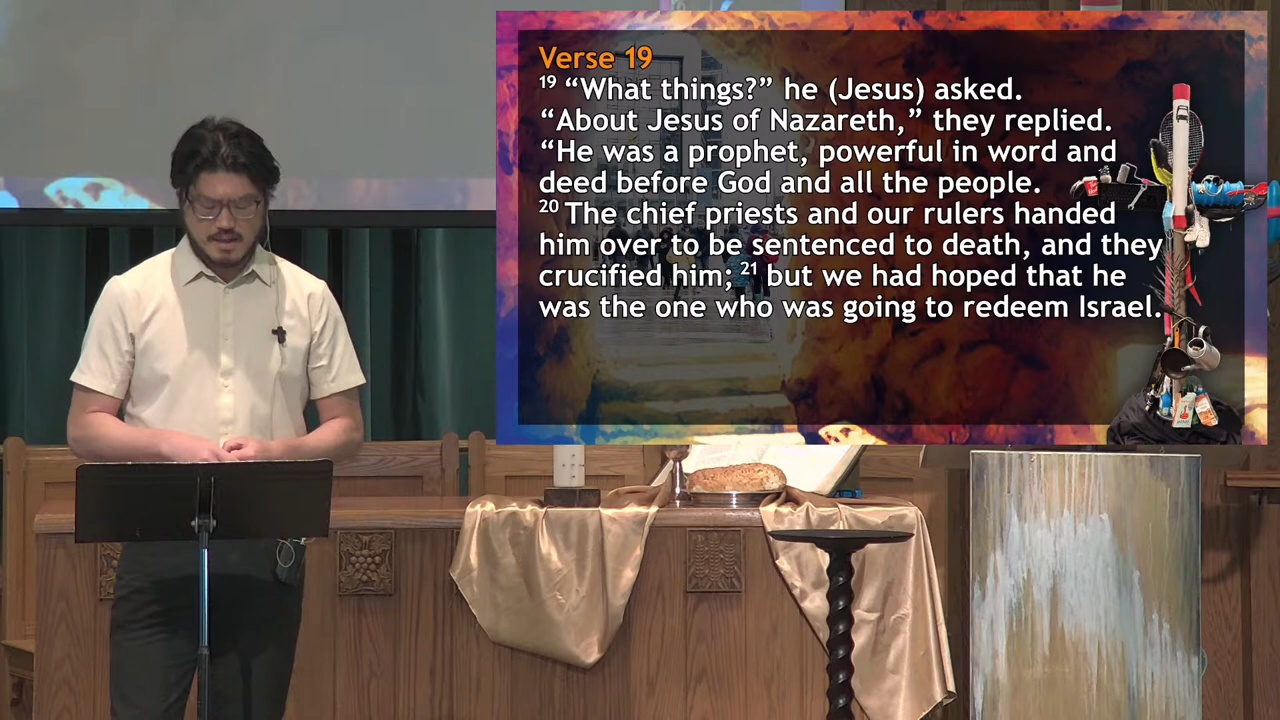 Verse 19
19 “What things?” he (Jesus) asked.
“About Jesus of Nazareth,” they replied.
“He was a prophet, powerful in word and
deed before God and all the people.
20 The chief priests and our rulers handed
him over to be sentenced to death, and they
crucified him; 21 but we had hoped that he
was the one who was going to redeem Israel.